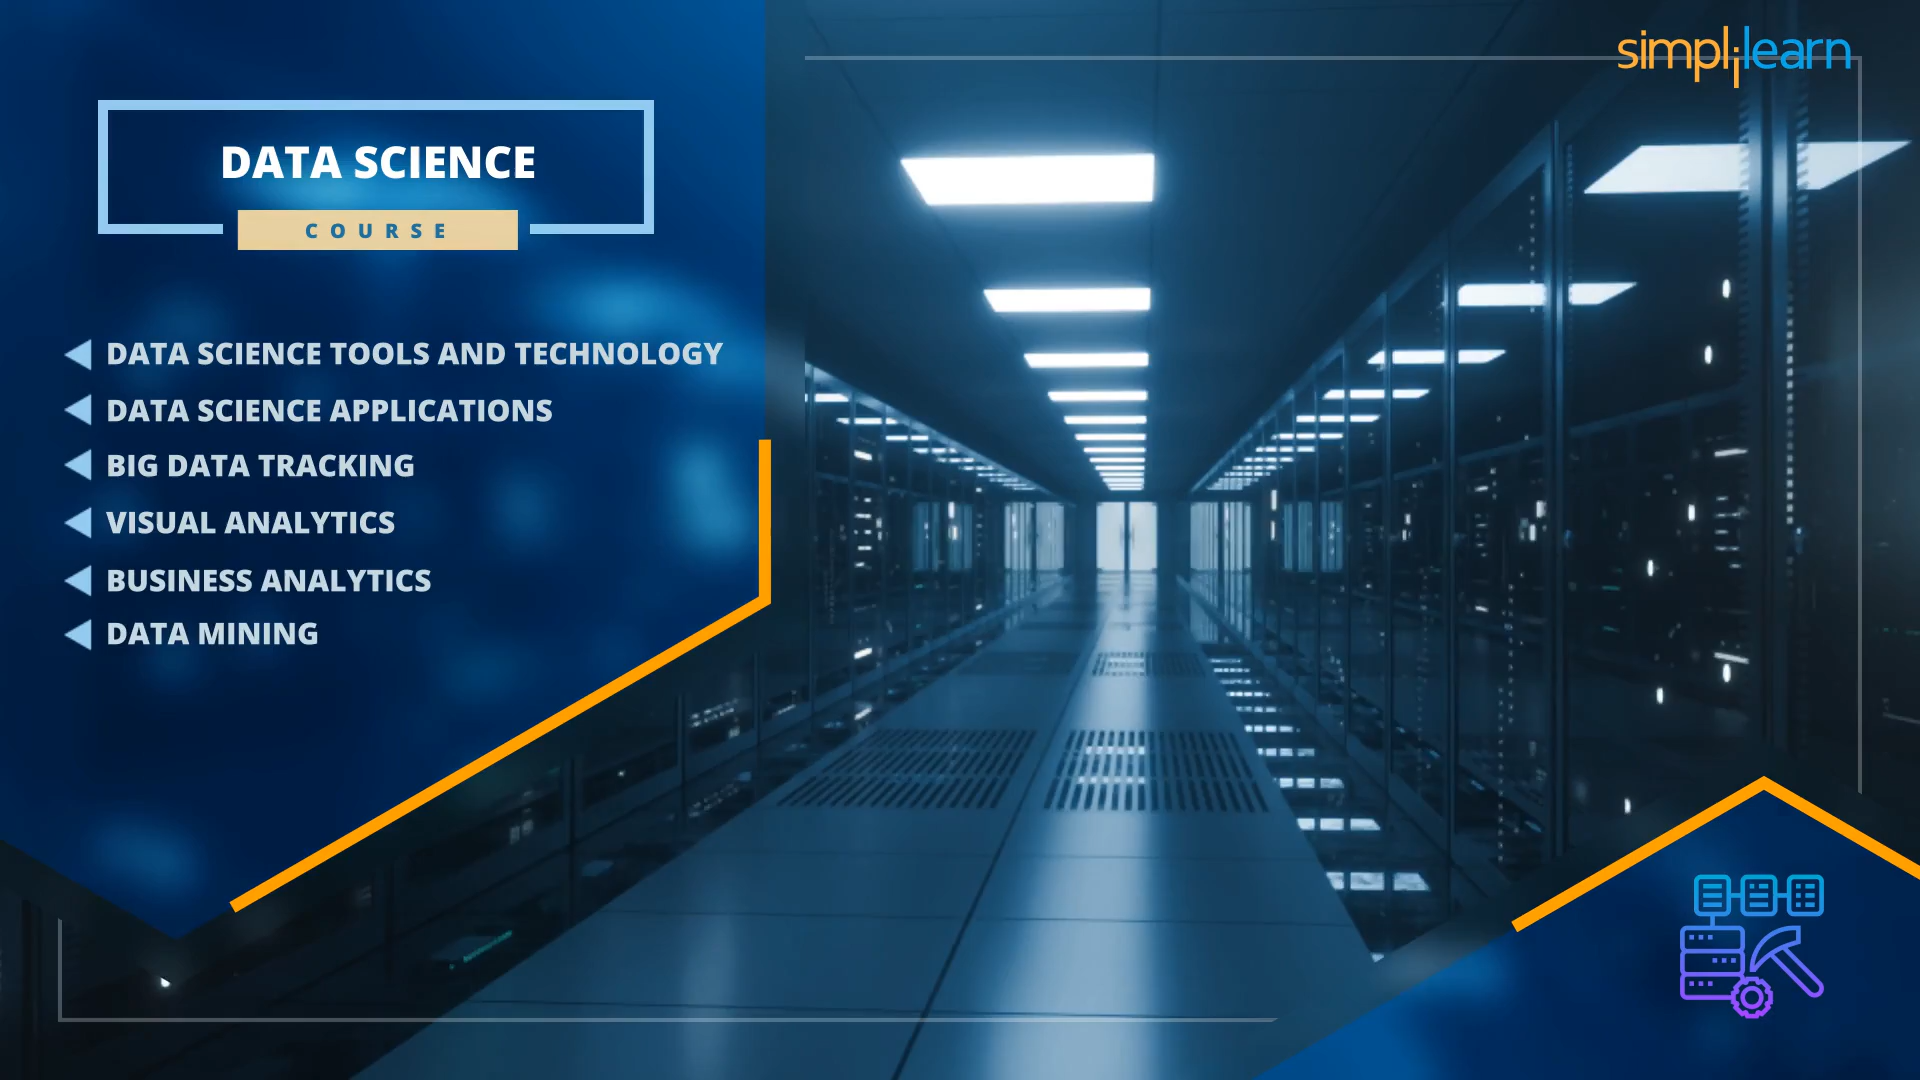 simplilearn
DATA SCIENCE
COURSE
DATA SCIENCE TOOLS AND TECHNOLOGY
DATA SCIENCE APPLICATIONS
BIG DATA TRACKING
VISUAL ANALYTICS
BUSINESS ANALYTICS
DATA MINING